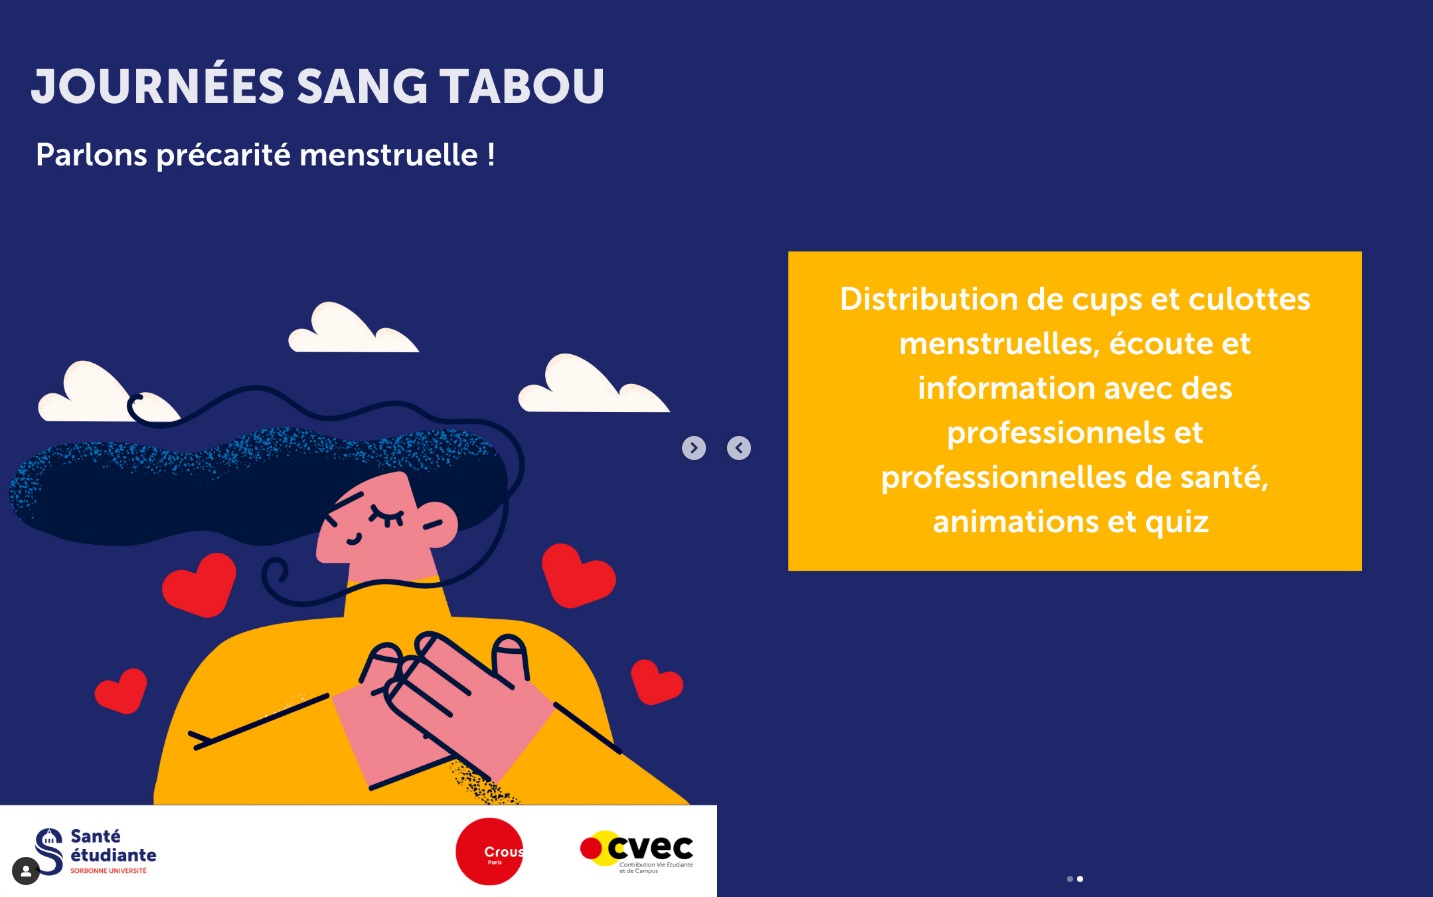 JOURNÉES SANG TABOU
Parlons précarité menstruelle !
Distribution de cups et culottes
menstruelles, écoute et
information avec des
professionnels et
professionnelles de santé,
animations et quiz
Santé
étudiante
SORBONNE UNIVERSITÉ
Crous
Paris
cvec
Contribution Vie Étudiante
et de Campus